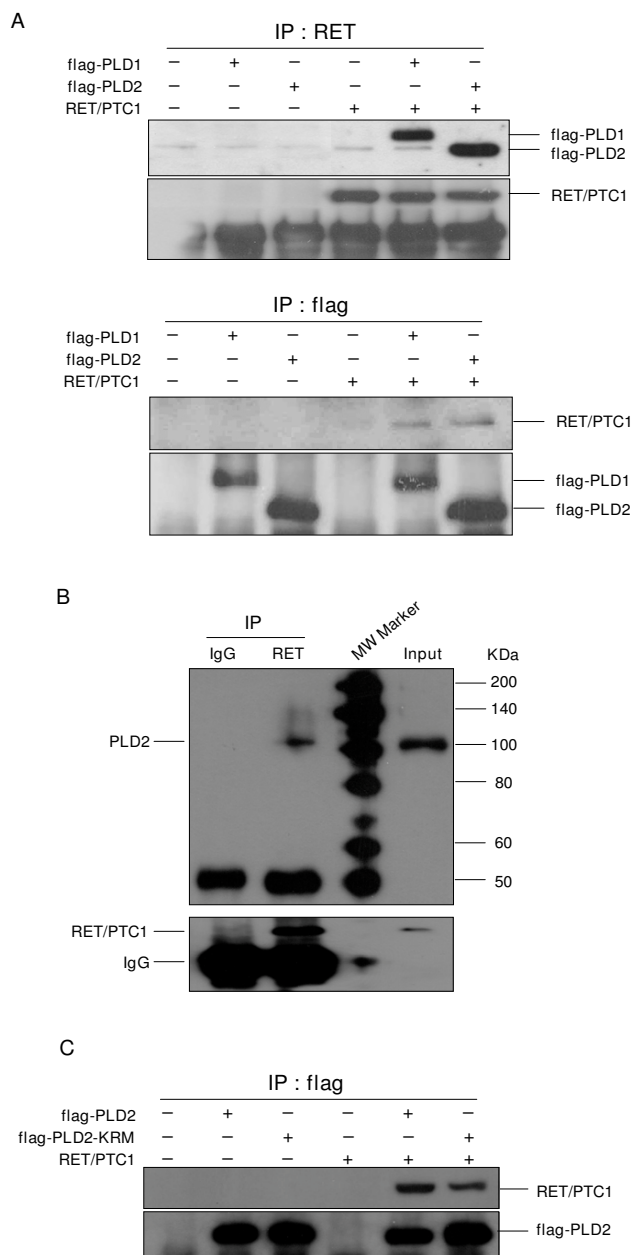 A
IP : RET
flag-PLD1 – + – – + –
flag-PLD2 – – + – – +
RET/PTC1 – – – + + +
flag-PLD1
flag-PLD2
RET/PTC1
IP : flag
flag-PLD1 – + – – + –
flag-PLD2 – – + – – +
RET/PTC1 – – – + + +
RET/PTC1
flag-PLD1
flag-PLD2
B
IP
IgG RET MW Marker Input KDa
200
140
PLD2 100
80
60
50
RET/PTC1
IgG
C
IP : flag
flag-PLD2 – + – – + –
flag-PLD2-KRM – – + – – +
RET/PTC1 – – – + + +
RET/PTC1
flag-PLD2